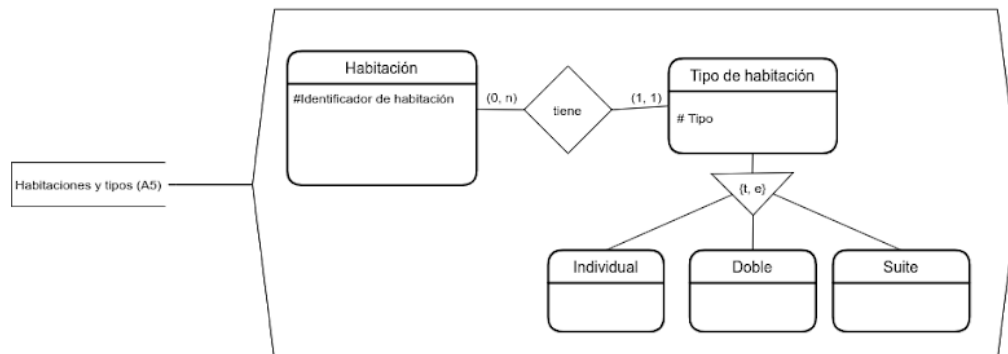 Habitación
#Identificador de habitación
(0, n)
tiene
(1, 1)
Tipo de habitación
# Tipo
Habitaciones y tipos (A5)
{t, e}
Individual
Doble
Suite